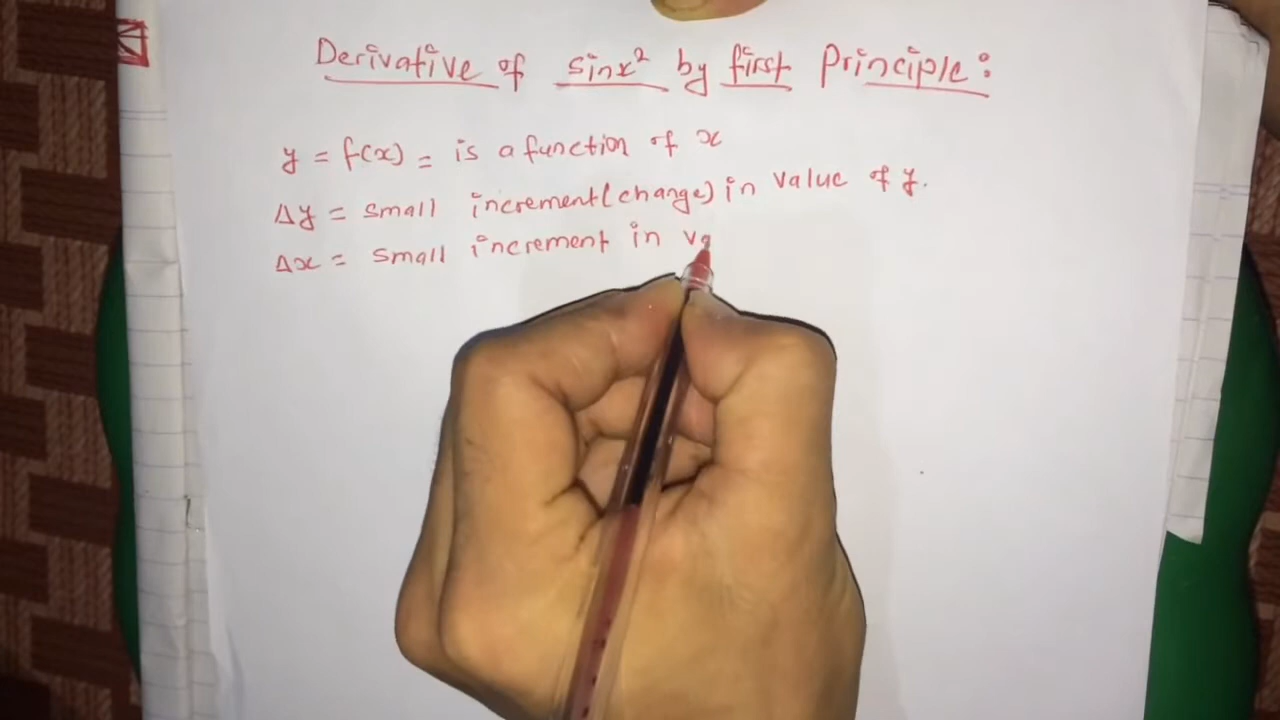 Derivative of sinx² by first Principle:
y = f(x) = is a function of x
Δy = small increment(change) in value of y.
Δx = small increment in va